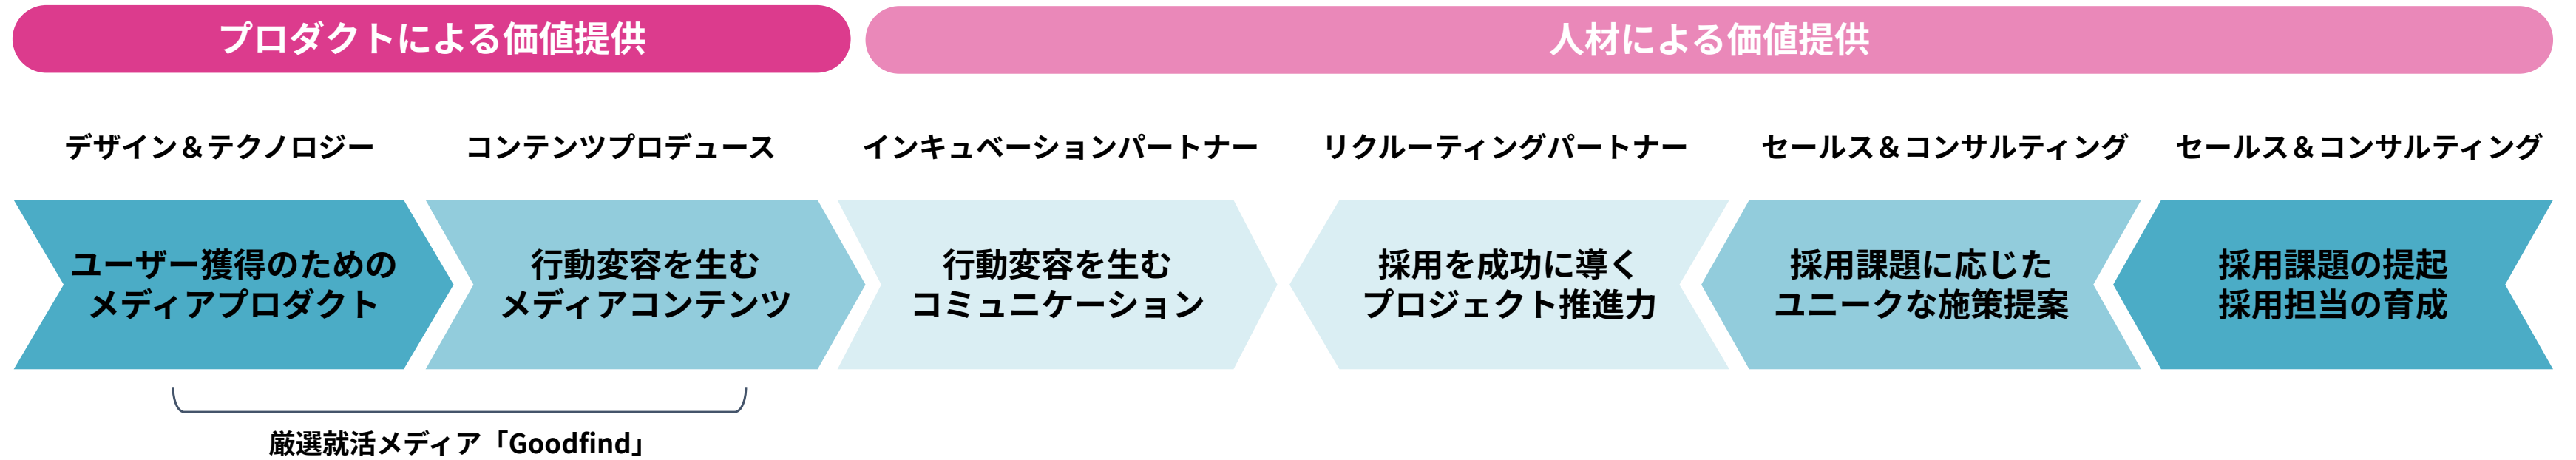 プロダクトによる価値提供
人材による価値提供
デザイン＆テクノロジー
コンテンツプロデュース
インキュベーションパートナー
リクルーティングパートナー
セールス＆コンサルティング
セールス＆コンサルティング
ユーザー獲得のための
メディアプロダクト
行動変容を生む
メディアコンテンツ
行動変容を生む
コミュニケーション
採用を成功に導く
プロジェクト推進力
採用課題に応じた
ユニークな施策提案
採用課題の提起
採用担当の育成
厳選就活メディア「Goodfind」